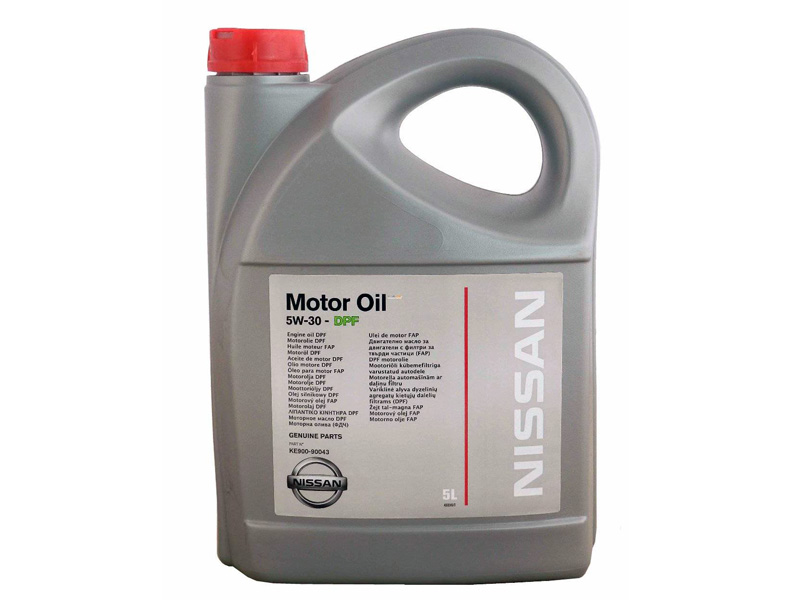 Motor Oil
5W-30 - DPF
Engine oil DPF
Motorolie DPF
Huile moteur FAP
Motoröl DPF
Aceite de motor DPF
Olio motore DPF
Óleo para motor FAP
Motorolja DPF
Motorolje DPF
Moottoriöljy DPF
Olej silnikowy DPF
Motorový olej FAP
Motorolaj DPF
ΛΙΠΑΝΤΙΚΟ ΚΙΝΗΤΗΡΑ DPF
Моторное масло DPF
Моторна олива (ФДЧ)
Ulei de motor FAP
Двигателно масло за
двигатели с филтри за
твърди частици (FAP)
DPF motorolie
Mootoriõli kübemefiltriga
varustatud autodele
Motoreļļa automašīnām ar
daļiņu filtru
Variklinė alyva dyzelinių
agregatų kietųjų dalelių
filtrams (DPF)
Żejt tal-magna FAP
Motorový olej FAP
Motorno olje FAP
GENUINE PARTS
PART N°
KE900-90043
NISSAN
5L
NISSAN